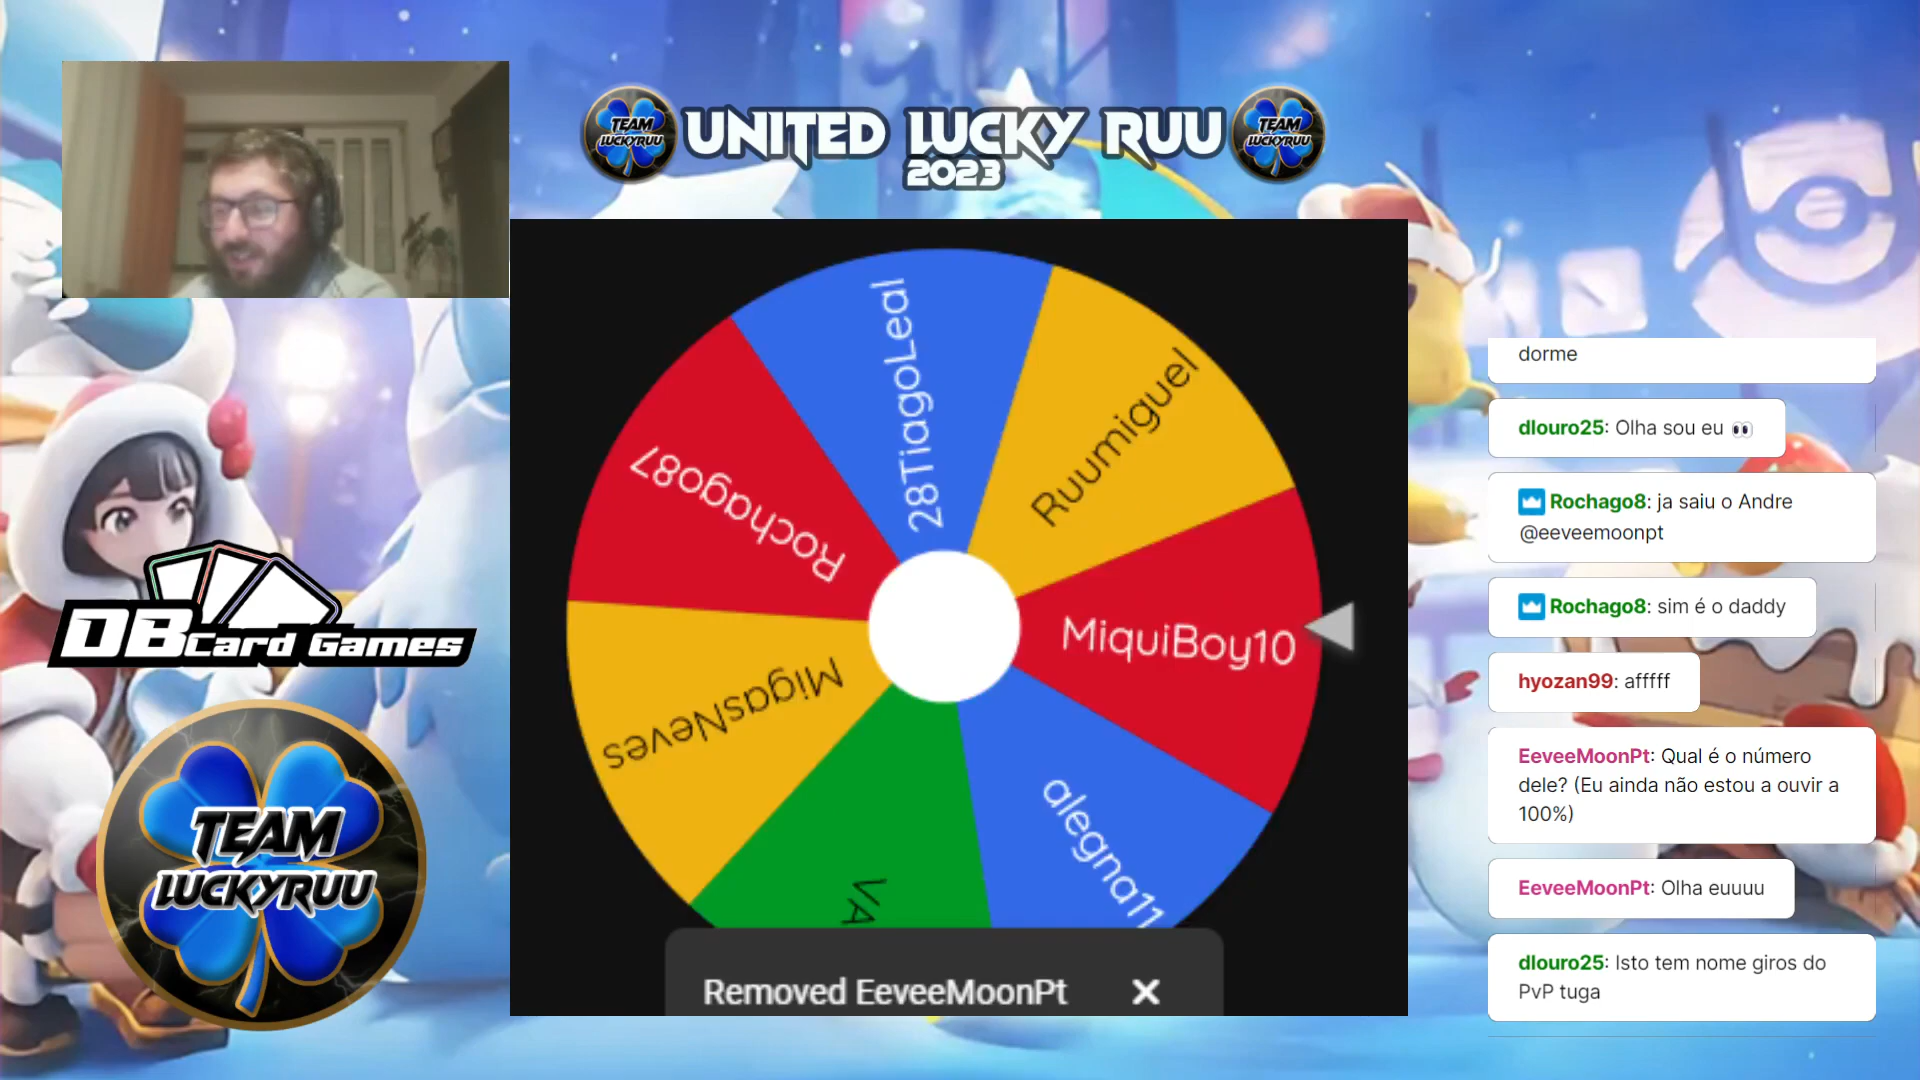 TEAM
LUCKYRUU
UNITED LUCKY RUU
2023
TEAM
LUCKYRUU
28TiagoLeal
Ruumiguel
Rochago87
MiquiBoy10
MigasNeves
alegna11
VA
Removed EeveeMoonPt
DB Card Games
TEAM
LUCKYRUU
dorme
dlouro25: Olha sou eu 👀
Rochago8: ja saiu o Andre
@eeveemoonpt
Rochago8: sim é o daddy
hyozan99: afffff
EeveeMoonPt: Qual é o número
dele? (Eu ainda não estou a ouvir a
100%)
EeveeMoonPt: Olha euuuu
dlouro25: Isto tem nome giros do
PvP tuga